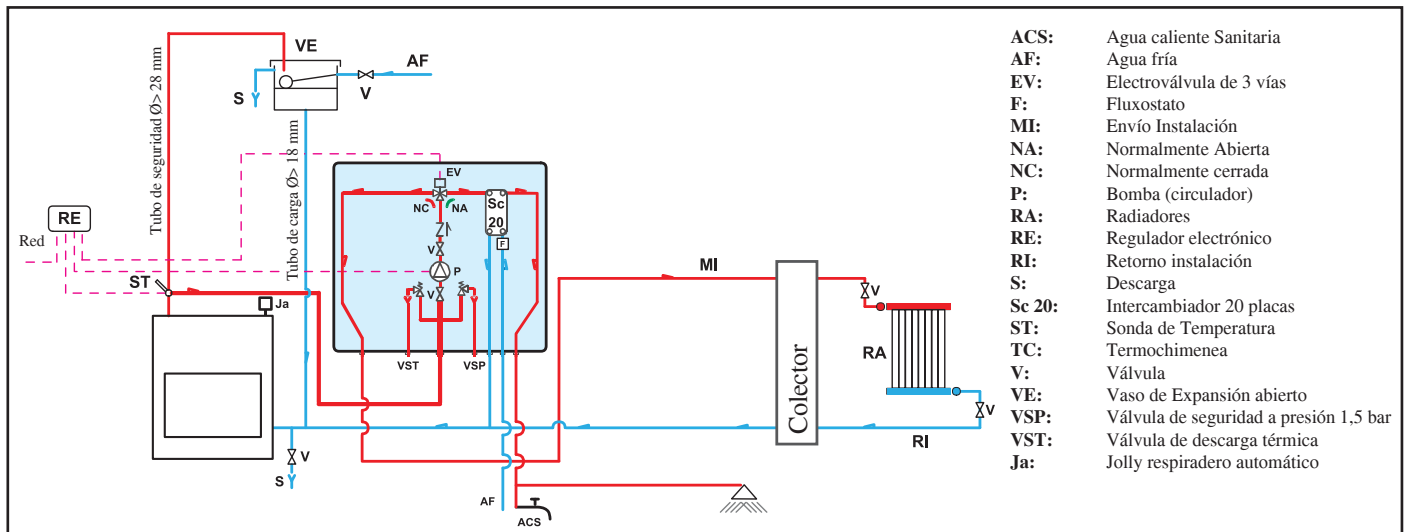 VE
AF
S
V
Tubo de seguridad Ø> 28 mm
Tubo de carga Ø> 18 mm
EV
NC
NA
Sc
20
F
V
P
V
RE
Red
ST
Ja
VST
VSP
MI
Colector
V
RA
V
RI
V
S
AF
ACS
ACS: Agua caliente Sanitaria
AF: Agua fría
EV: Electroválvula de 3 vías
F: Fluxostato
MI: Envío Instalación
NA: Normalmente Abierta
NC: Normalmente cerrada
P: Bomba (circulador)
RA: Radiadores
RE: Regulador electrónico
RI: Retorno instalación
S: Descarga
Sc 20: Intercambiador 20 placas
ST: Sonda de Temperatura
TC: Termochimenea
V: Válvula
VE: Vaso de Expansión abierto
VSP: Válvula de seguridad a presión 1,5 bar
VST: Válvula de descarga térmica
Ja: Jolly respiradero automático